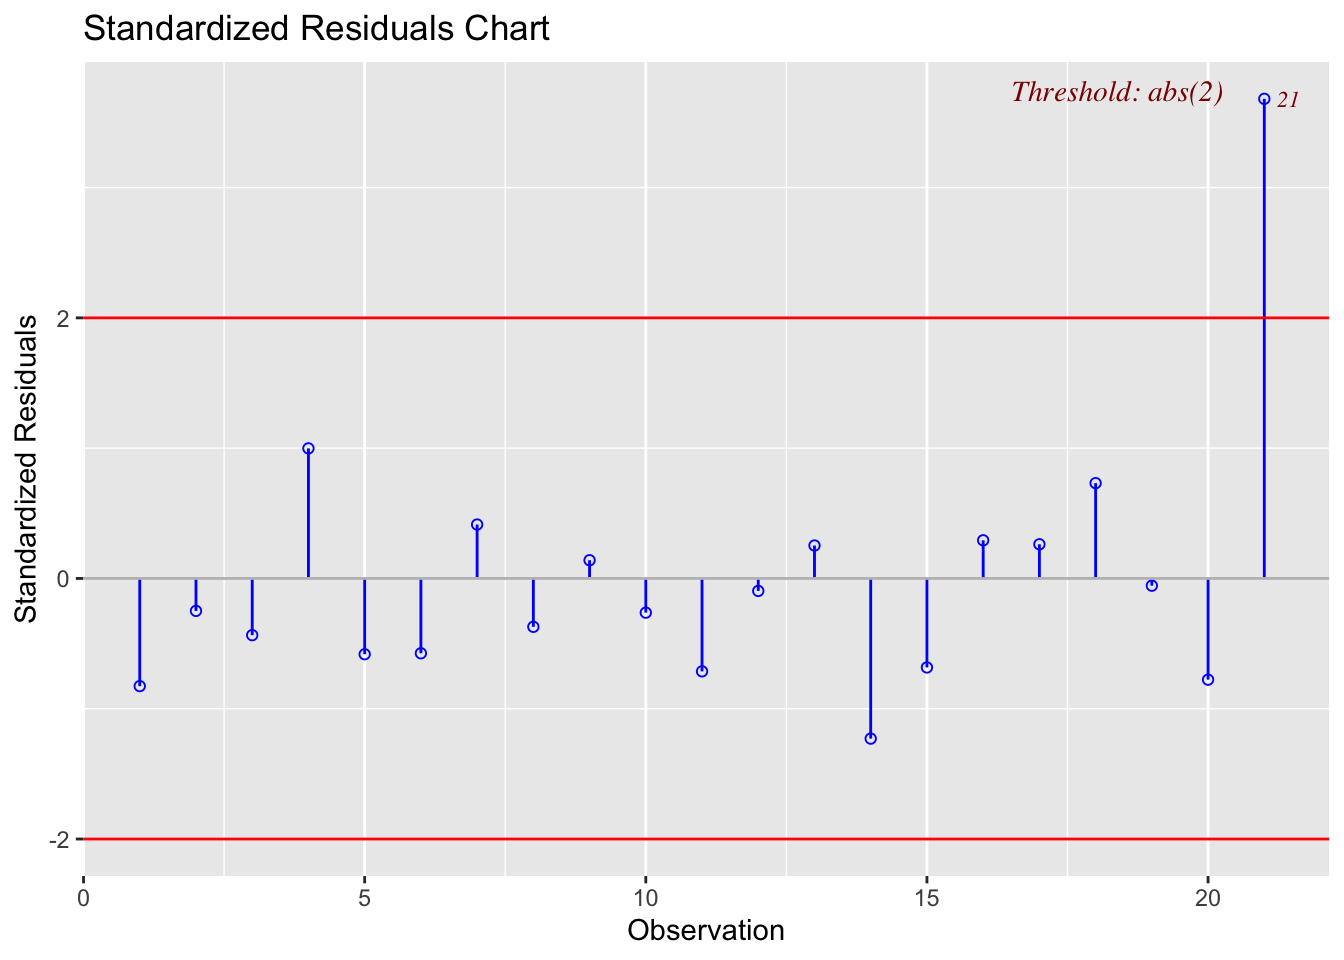 Standardized Residuals Chart
Threshold: abs(2)
21
2
0
-2
Standardized Residuals
0 5 10 15 20
Observation